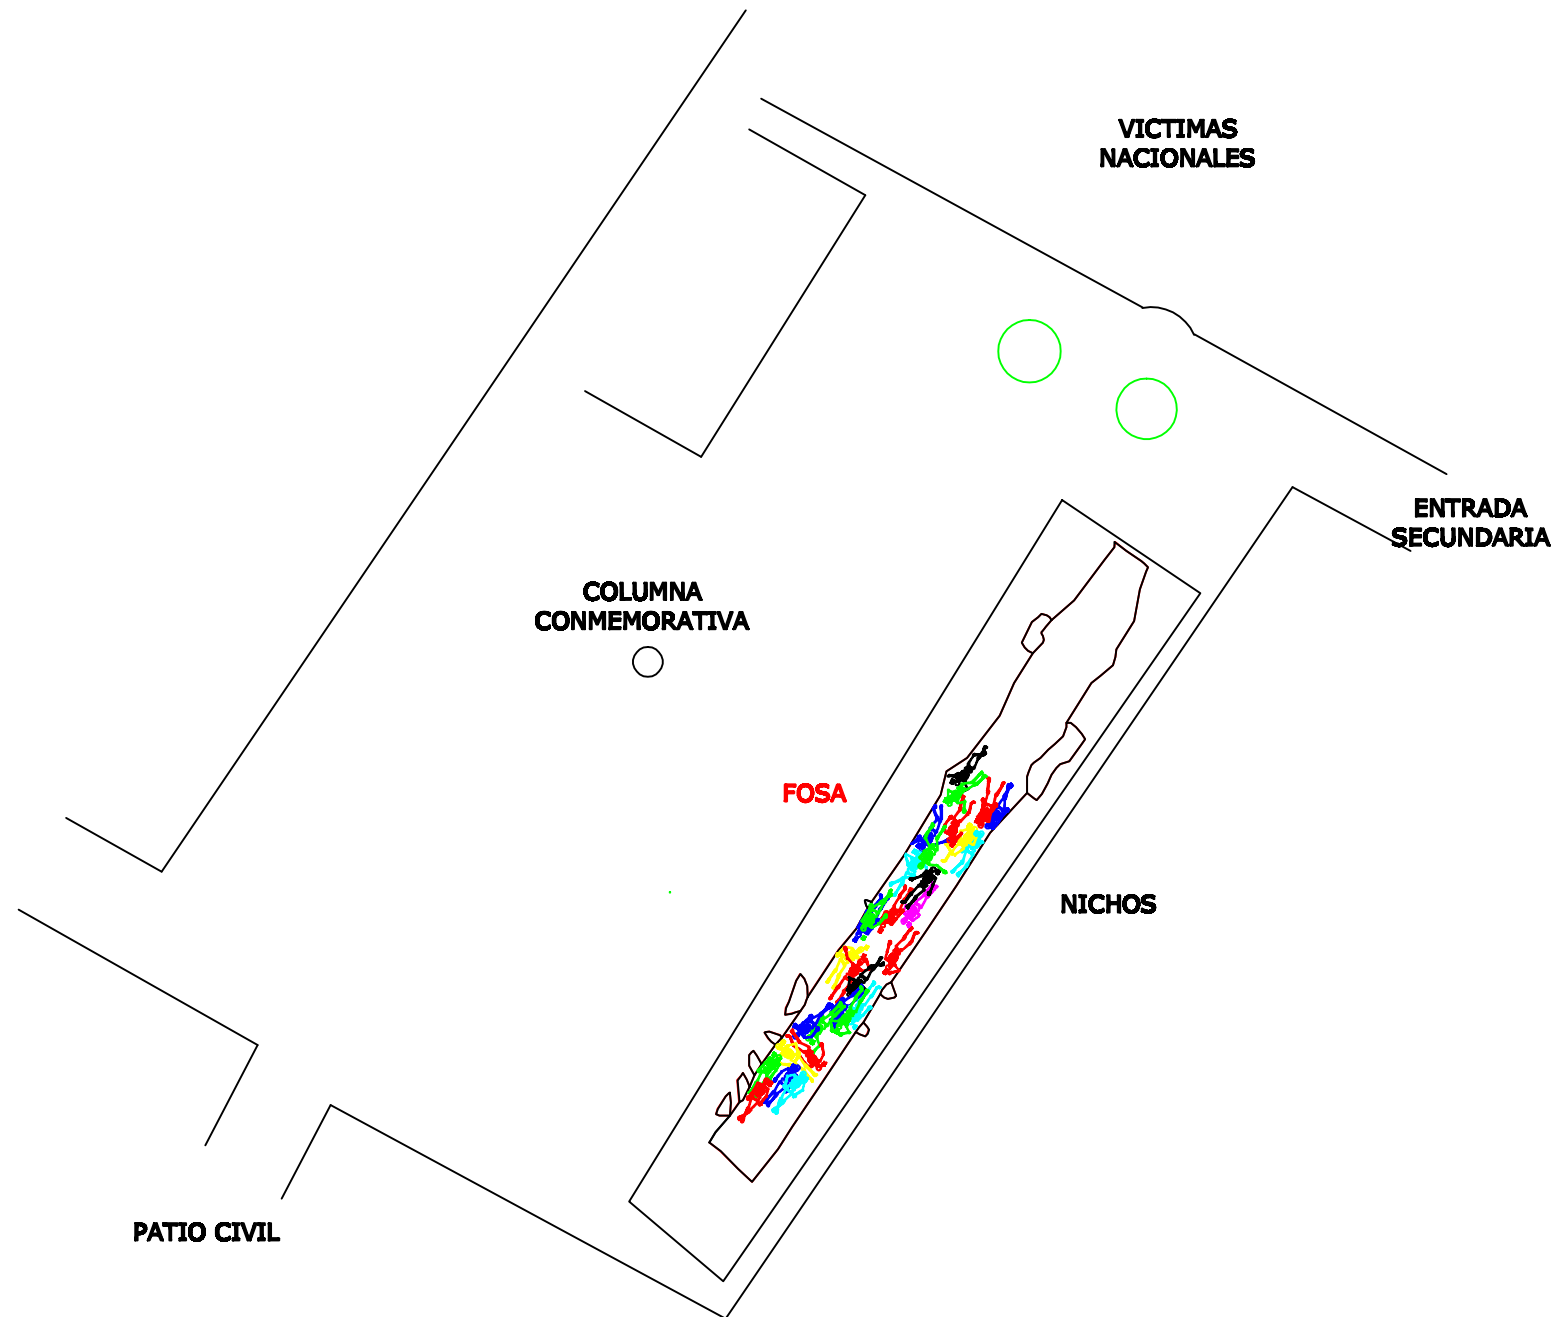 VICTIMAS
NACIONALES
ENTRADA
SECUNDARIA
COLUMNA
CONMEMORATIVA
FOSA
NICHOS
PATIO CIVIL